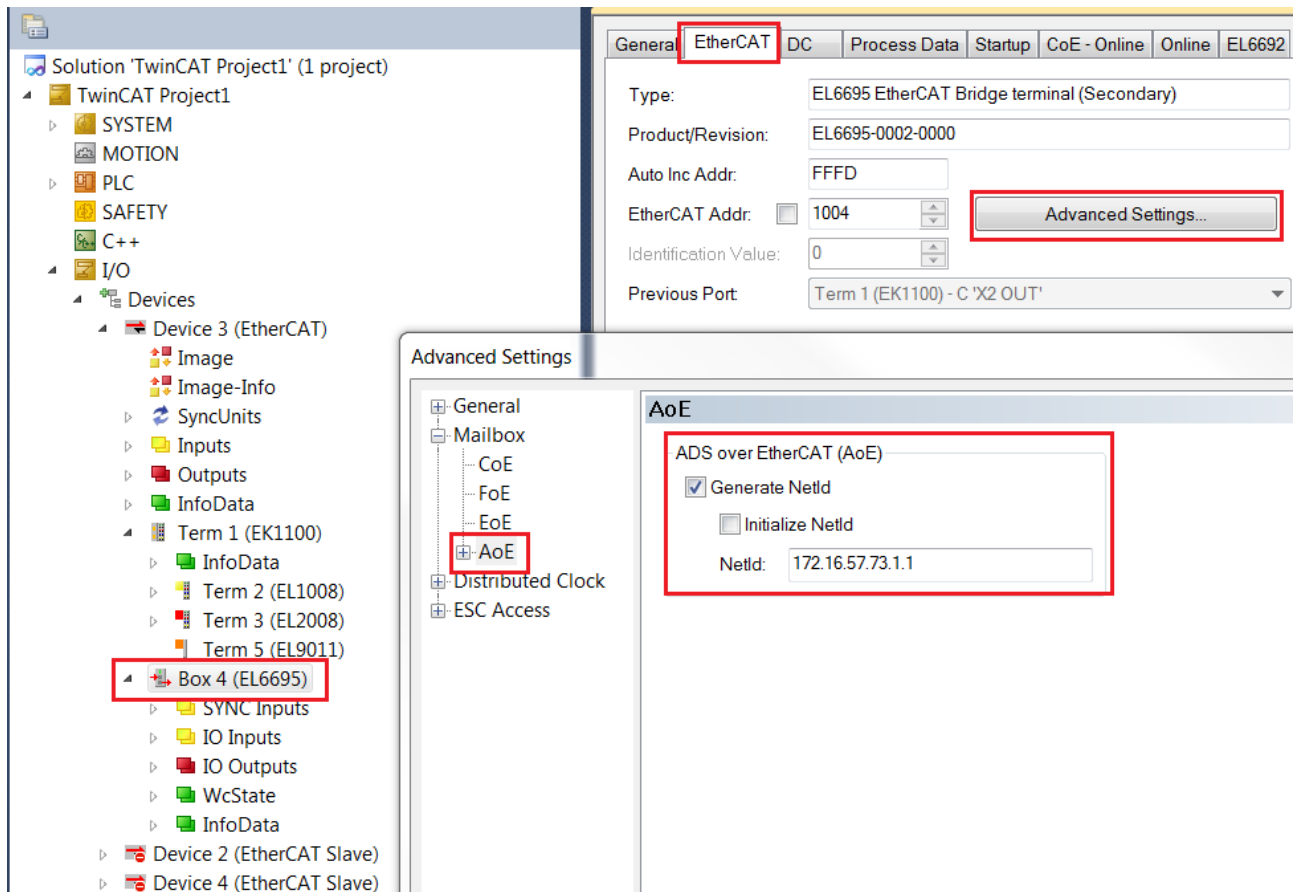 Solution 'TwinCAT Project1' (1 project)
TwinCAT Project1
SYSTEM
MOTION
PLC
SAFETY
C++
I/O
Devices
Device 3 (EtherCAT)
Image
Image-Info
SyncUnits
Inputs
Outputs
InfoData
Term 1 (EK1100)
InfoData
Term 2 (EL1008)
Term 3 (EL2008)
Term 5 (EL9011)
Box 4 (EL6695)
SYNC Inputs
IO Inputs
IO Outputs
WcState
InfoData
Device 2 (EtherCAT Slave)
Device 4 (EtherCAT Slave)
General EtherCAT DC Process Data Startup CoE - Online Online EL6692
Type: EL6695 EtherCAT Bridge terminal (Secondary)
Product/Revision: EL6695-0002-0000
Auto Inc Addr: FFFD
EtherCAT Addr: 1004 Advanced Settings...
Identification Value: 0
Previous Port: Term 1 (EK1100) - C 'X2 OUT'
Advanced Settings
General
Mailbox
CoE
FoE
EoE
AoE
Distributed Clock
ESC Access
AoE
ADS over EtherCAT (AoE)
Generate NetId
Initialize NetId
NetId: 172.16.57.73.1.1